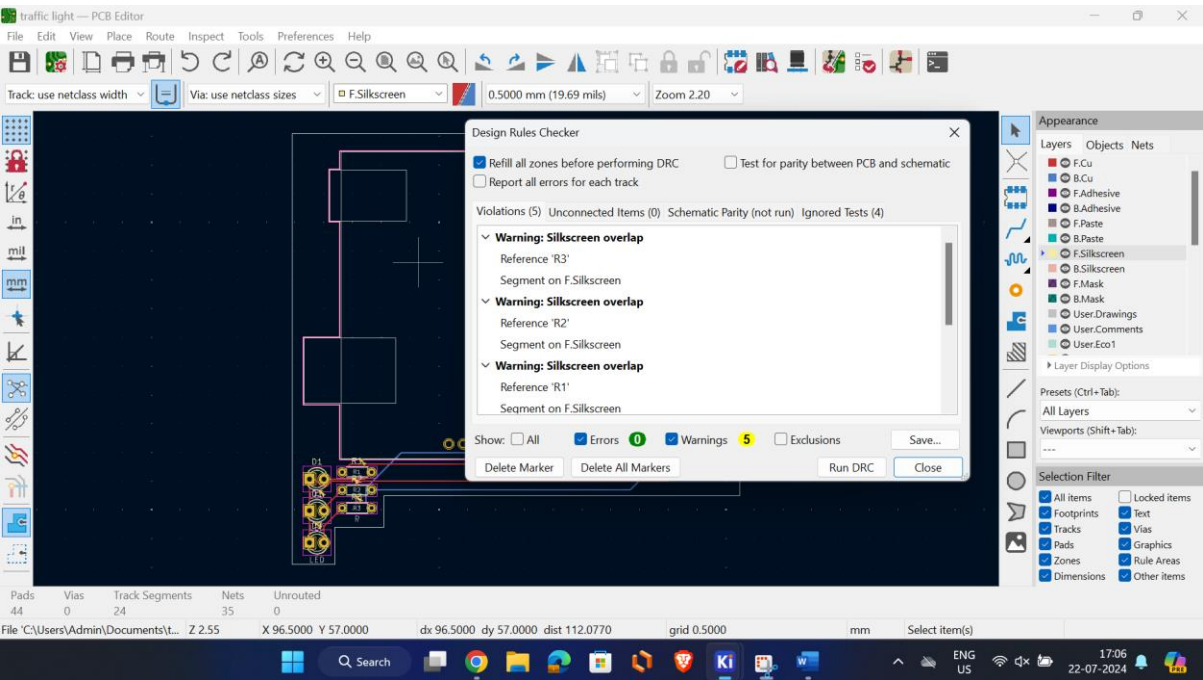 traffic light — PCB Editor
File Edit View Place Route Inspect Tools Preferences Help
Track: use netclass width Via: use netclass sizes F.Silkscreen 0.5000 mm (19.69 mils) Zoom 2.20
in
mil
mm
Design Rules Checker
Refill all zones before performing DRC Test for parity between PCB and schematic
Report all errors for each track
Violations (5) Unconnected Items (0) Schematic Parity (not run) Ignored Tests (4)
Warning: Silkscreen overlap
Reference 'R3'
Segment on F.Silkscreen
Warning: Silkscreen overlap
Reference 'R2'
Segment on F.Silkscreen
Warning: Silkscreen overlap
Reference 'R1'
Segment on F.Silkscreen
Show: All Errors 0 Warnings 5 Exclusions Save...
Delete Marker Delete All Markers Run DRC Close
D1
R1
R2
R3
LED
Appearance
Layers Objects Nets
F.Cu
B.Cu
F.Adhesive
B.Adhesive
F.Paste
B.Paste
F.Silkscreen
B.Silkscreen
F.Mask
B.Mask
User.Drawings
User.Comments
User.Eco1
Layer Display Options
Presets (Ctrl+Tab):
All Layers
Viewports (Shift+Tab):
---
Selection Filter
All items Locked items
Footprints Text
Tracks Vias
Pads Graphics
Zones Rule Areas
Dimensions Other items
Pads Vias Track Segments Nets Unrouted
44 0 24 35 0
File 'C:\Users\Admin\Documents\t... Z 2.55 X 96.5000 Y 57.0000 dx 96.5000 dy 57.0000 dist 112.0770 grid 0.5000 mm Select item(s)
Search
Ki
ENG
US
17:06
22-07-2024
PRE